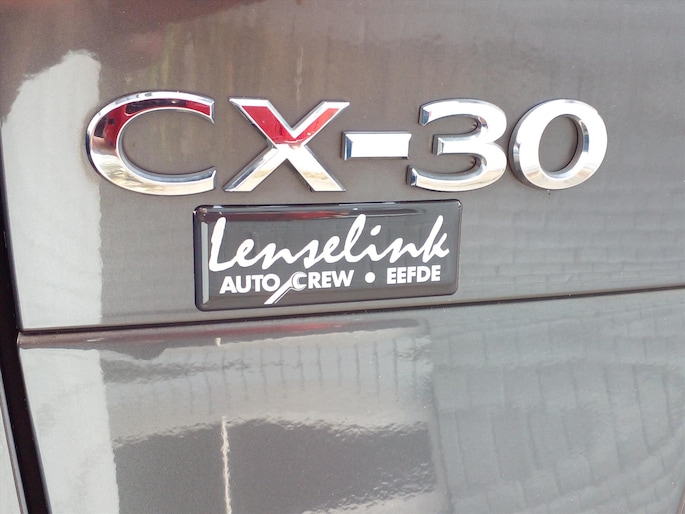 CX-30
Lenselink
AUTO CREW • EEFDE